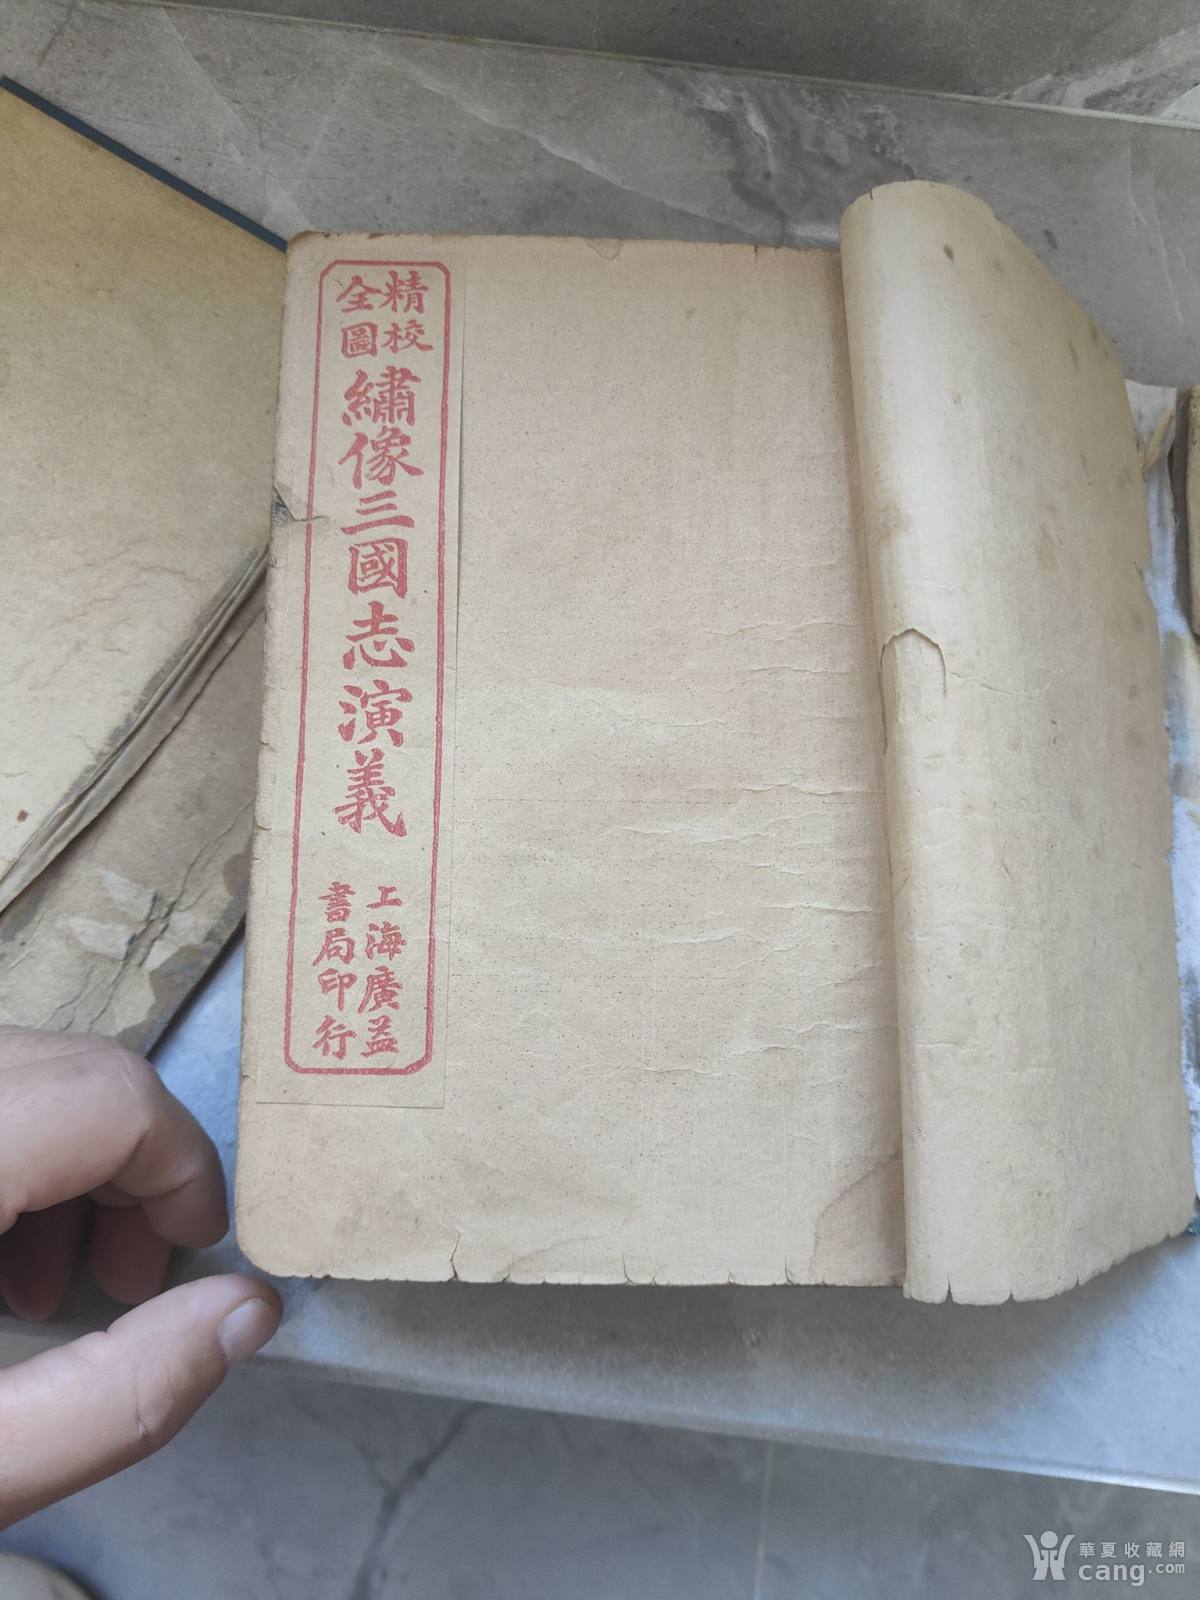 精校
全圖
繡像三國志演義
上海廣益
書局印行
華夏收藏網
cang.com